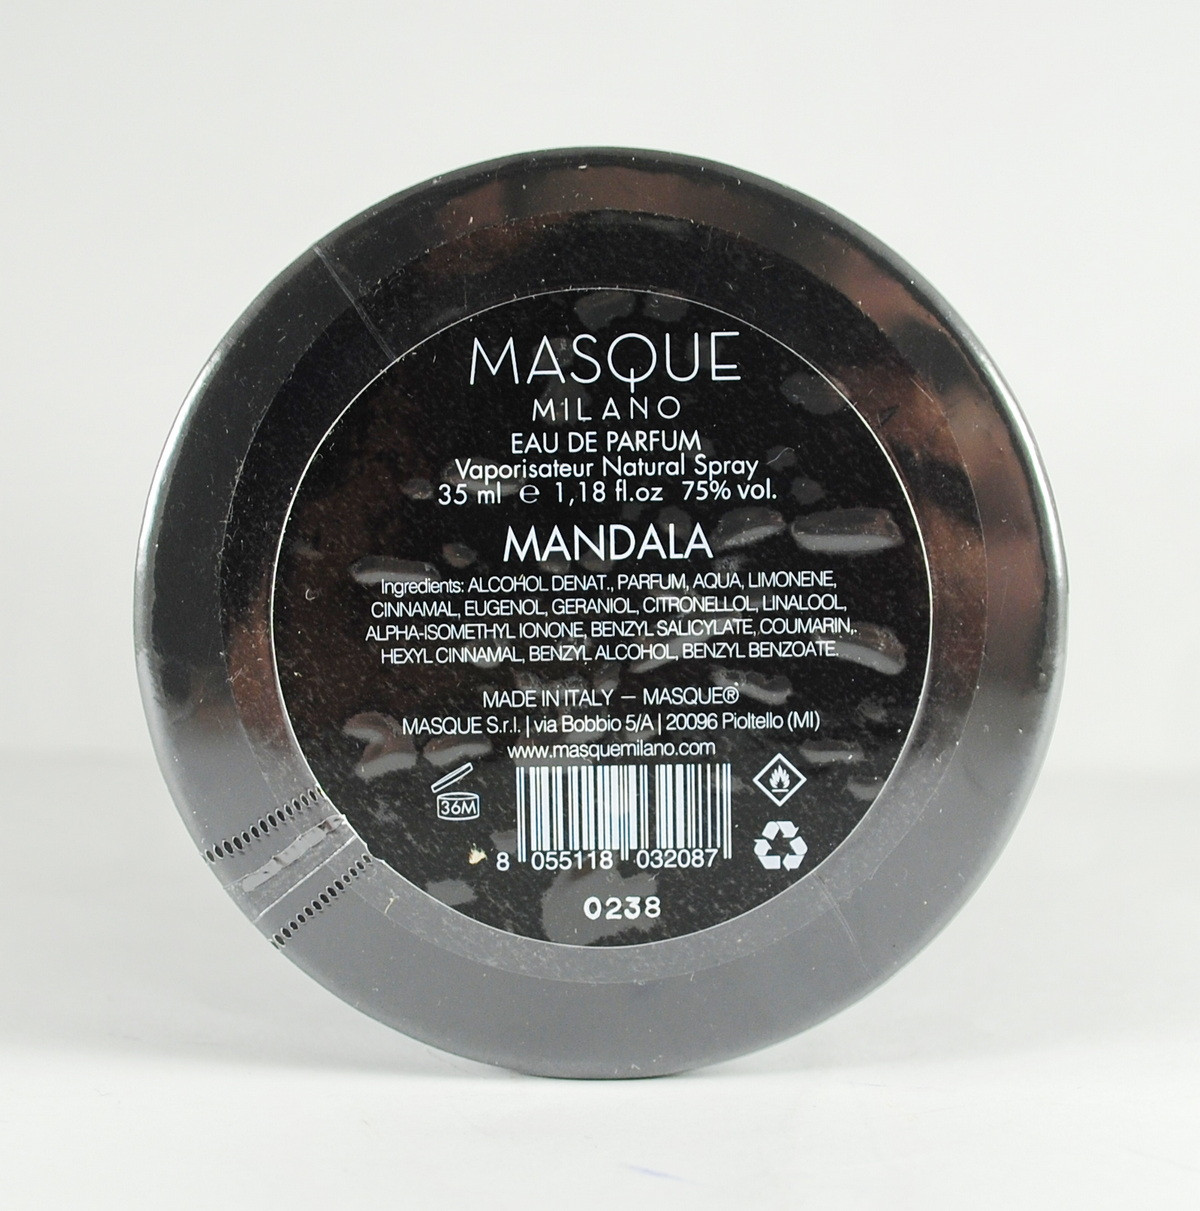 MASQUE
MILANO
EAU DE PARFUM
Vaporisateur Natural Spray
35 ml e 1,18 fl.oz 75% vol.
MANDALA
Ingredients: ALCOHOL DENAT., PARFUM, AQUA, LIMONENE,
CINNAMAL, EUGENOL, GERANIOL, CITRONELLOL, LINALOOL,
ALPHA-ISOMETHYL IONONE, BENZYL SALICYLATE, COUMARIN,
HEXYL CINNAMAL, BENZYL ALCOHOL, BENZYL BENZOATE.
MADE IN ITALY — MASQUE®
MASQUE S.r.l. | via Bobbio 5/A | 20096 Pioltello (MI)
www.masquemilano.com
36M
8 055118 032087
0238